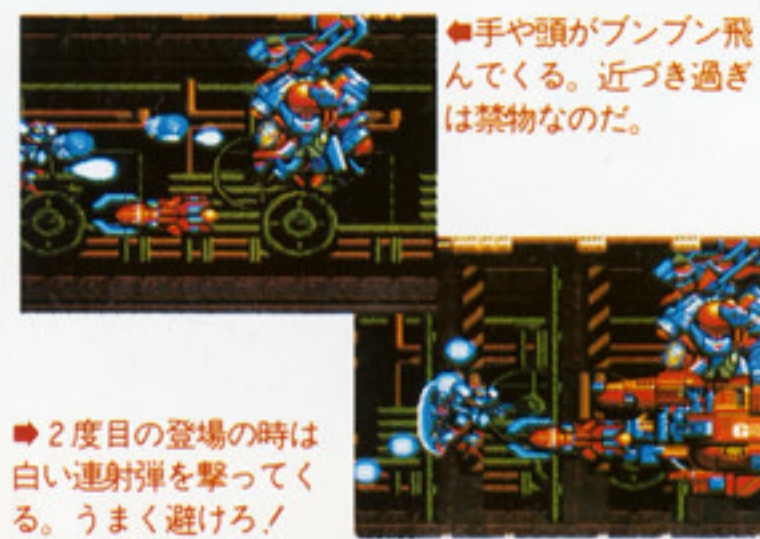 ⬅手や頭がブンブン飛
んでくる。近づき過ぎ
は禁物なのだ。
➡2度目の登場の時は
白い連射弾を撃ってく
る。うまく避けろ!